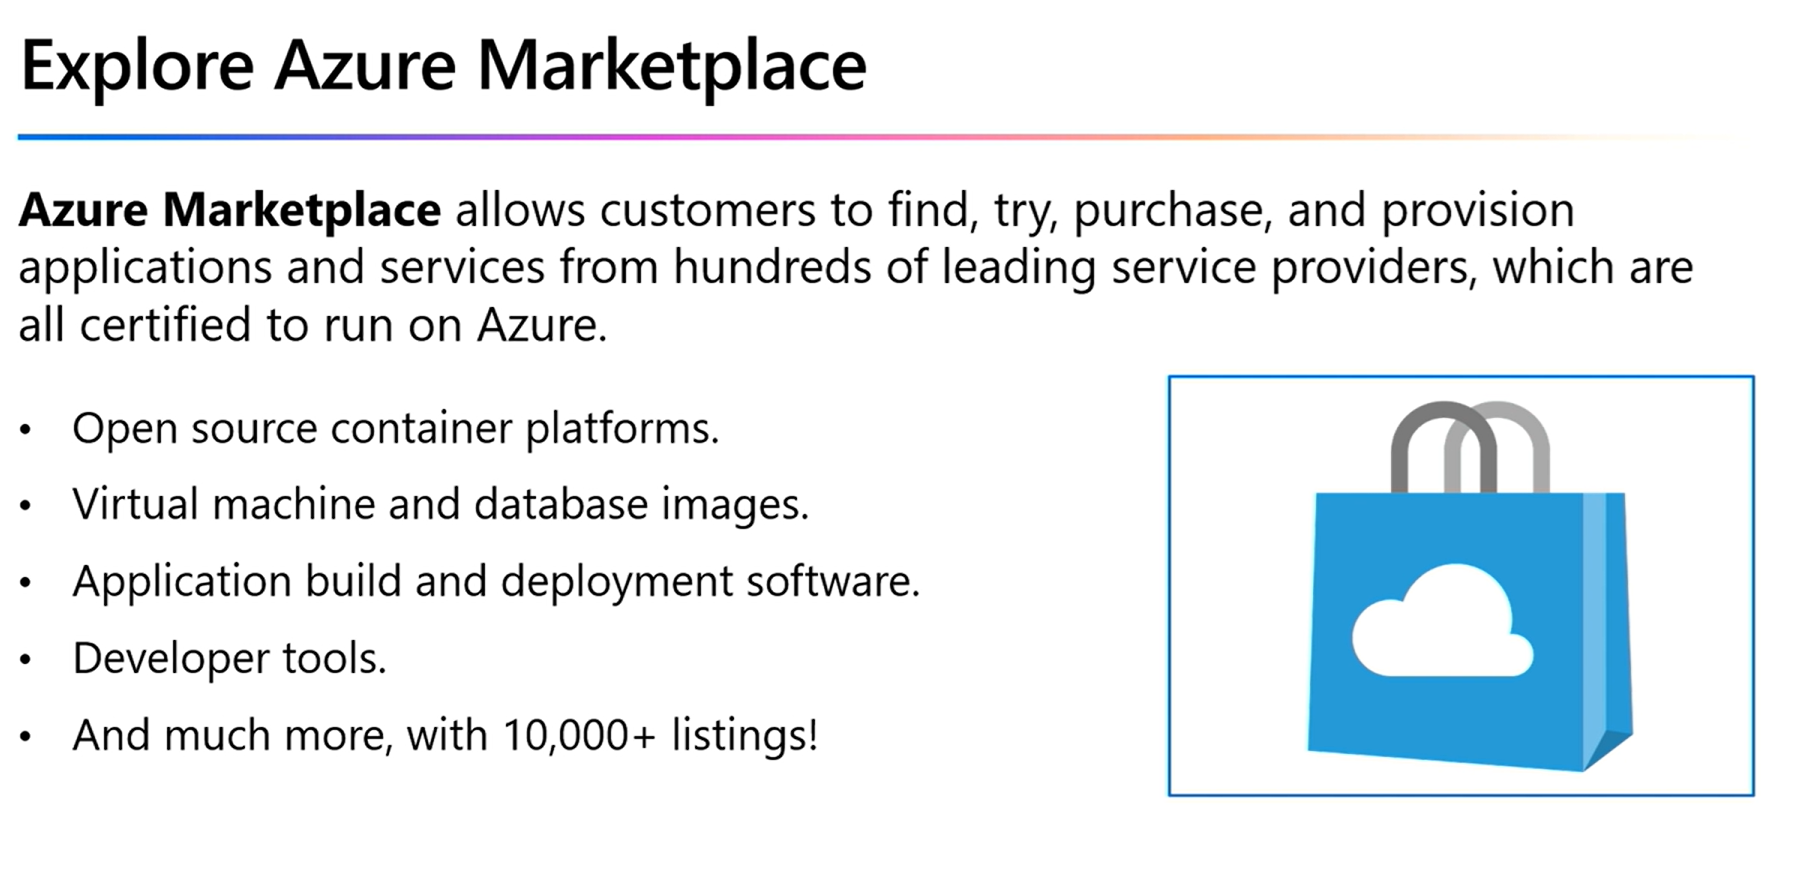 Explore Azure Marketplace
Azure Marketplace allows customers to find, try, purchase, and provision
applications and services from hundreds of leading service providers, which are
all certified to run on Azure.
• Open source container platforms.
• Virtual machine and database images.
• Application build and deployment software.
• Developer tools.
• And much more, with 10,000+ listings!